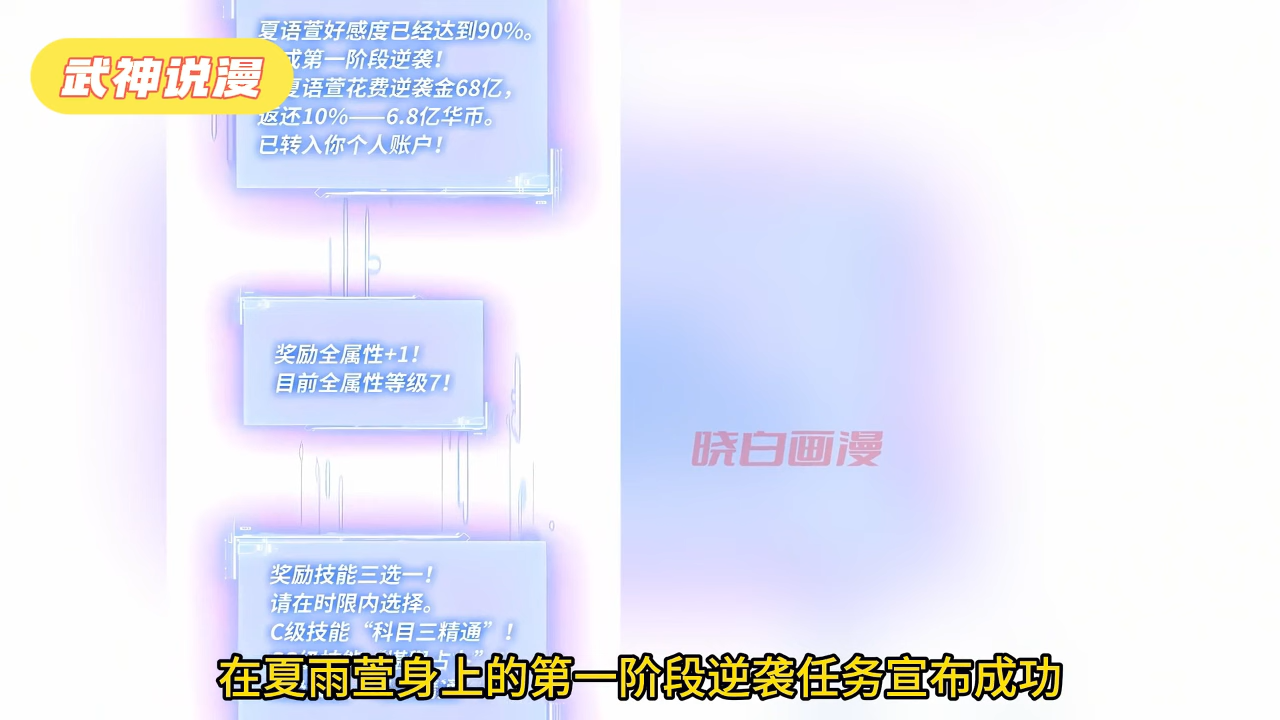 武神说漫
夏语萱好感度已经达到90%。
成第一阶段逆袭！
夏语萱花费逆袭金68亿，
返还10%——6.8亿华币。
已转入你个人账户！
奖励全属性+1！
目前全属性等级7！
晓白画漫
奖励技能三选一！
请在时限内选择。
C级技能“科目三精通”！
在夏雨萱身上的第一阶段逆袭任务宣布成功